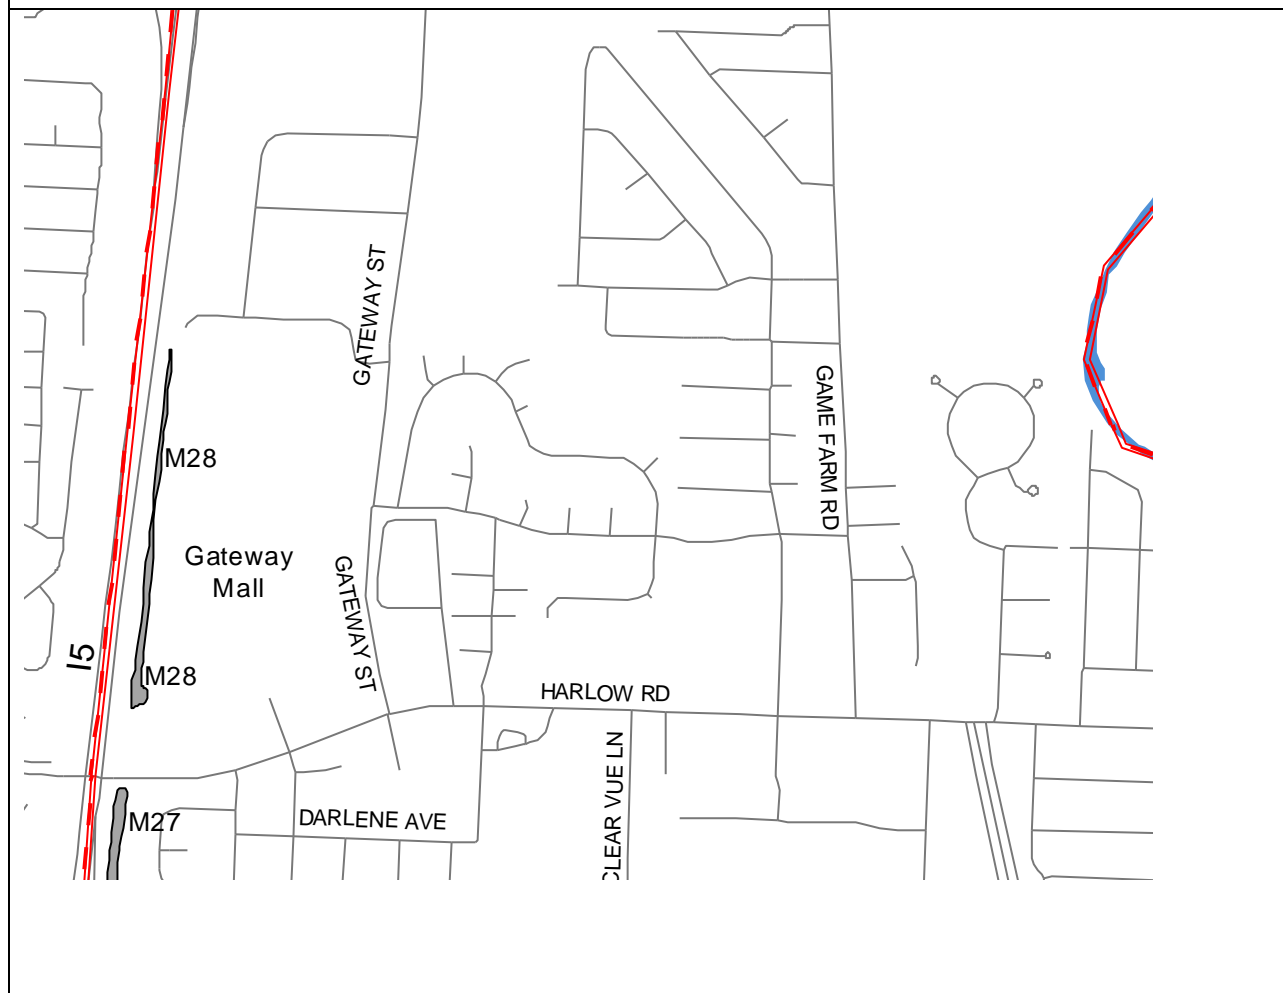 GATEWAY ST
GAME FARM RD
M28
Gateway
Mall
GATEWAY ST
I5
M28
HARLOW RD
CLEAR VUE LN
M27
DARLENE AVE